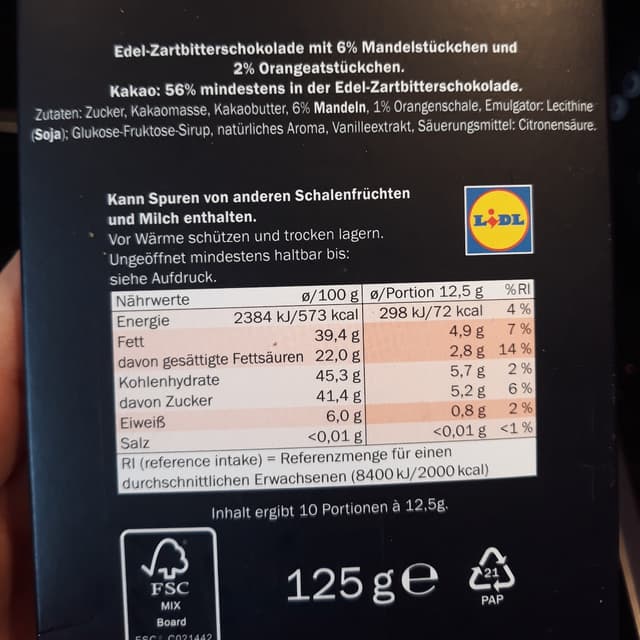 Edel-Zartbitterschokolade mit 6% Mandelstückchen und
2% Orangeatstückchen.
Kakao: 56% mindestens in der Edel-Zartbitterschokolade.
Zutaten: Zucker, Kakaomasse, Kakaobutter, 6% Mandeln, 1% Orangenschale, Emulgator: Lecithine
(Soja); Glukose-Fruktose-Sirup, natürliches Aroma, Vanilleextrakt, Säuerungsmittel: Citronensäure.
Kann Spuren von anderen Schalenfrüchten
und Milch enthalten.
Vor Wärme schützen und trocken lagern.
Ungeöffnet mindestens haltbar bis:
siehe Aufdruck.
LIDL
Nährwerte ø/100 g ø/Portion 12,5 g %RI
Energie 2384 kJ/573 kcal 298 kJ/72 kcal 4 %
Fett 39,4 g 4,9 g 7 %
davon gesättigte Fettsäuren 22,0 g 2,8 g 14 %
Kohlenhydrate 45,3 g 5,7 g 2 %
davon Zucker 41,4 g 5,2 g 6 %
Eiweiß 6,0 g 0,8 g 2 %
Salz <0,01 g <0,01 g <1 %
RI (reference intake) = Referenzmenge für einen
durchschnittlichen Erwachsenen (8400 kJ/2000 kcal)
Inhalt ergibt 10 Portionen à 12,5g.
FSC
MIX
Board
FSC® C021442
125 g e
21
PAP